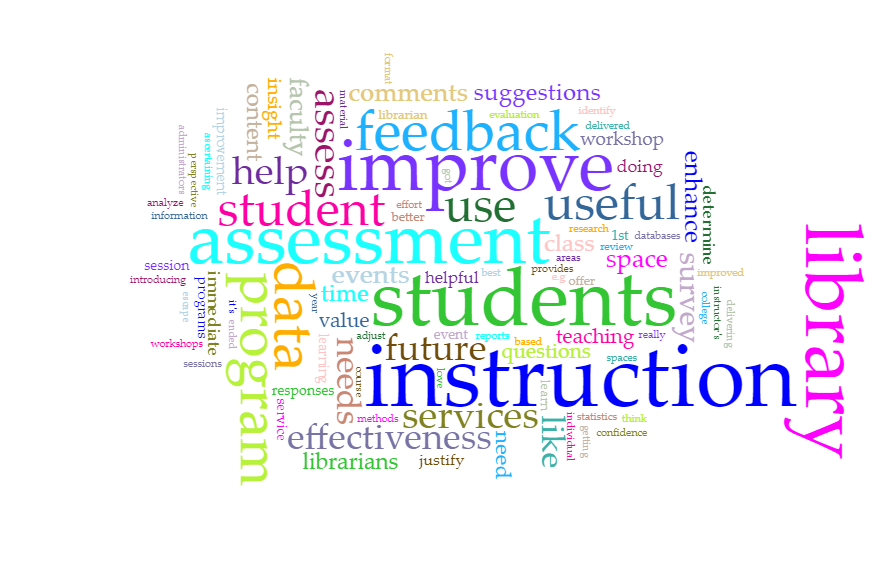 format
comments
suggestions
insight
faculty
material
assess
content
librarian
evaluation
identify
improvement
feedback
delivered
workshop
administrators
perspective
ascertaining
help
improve
got
doing
enhance
determine
analyze
information
student
effort
better
use
useful
research
1st
databases
library
assessment
class
review
space
areas
session
introducing
immediate
programs
escape
it's
ended
program
data
events
helpful
best
provides
e.g
offer
survey
improved
college
instructor's
delivering
time
year
students
value
adjust
event
reports
based
teaching
really
workshops
sessions
learning
needs
future
questions
spaces
responses
course
love
instruction
learn
service
methods
services
like
individual
statistics
getting
think
confidence
effectiveness
need
librarians
justify